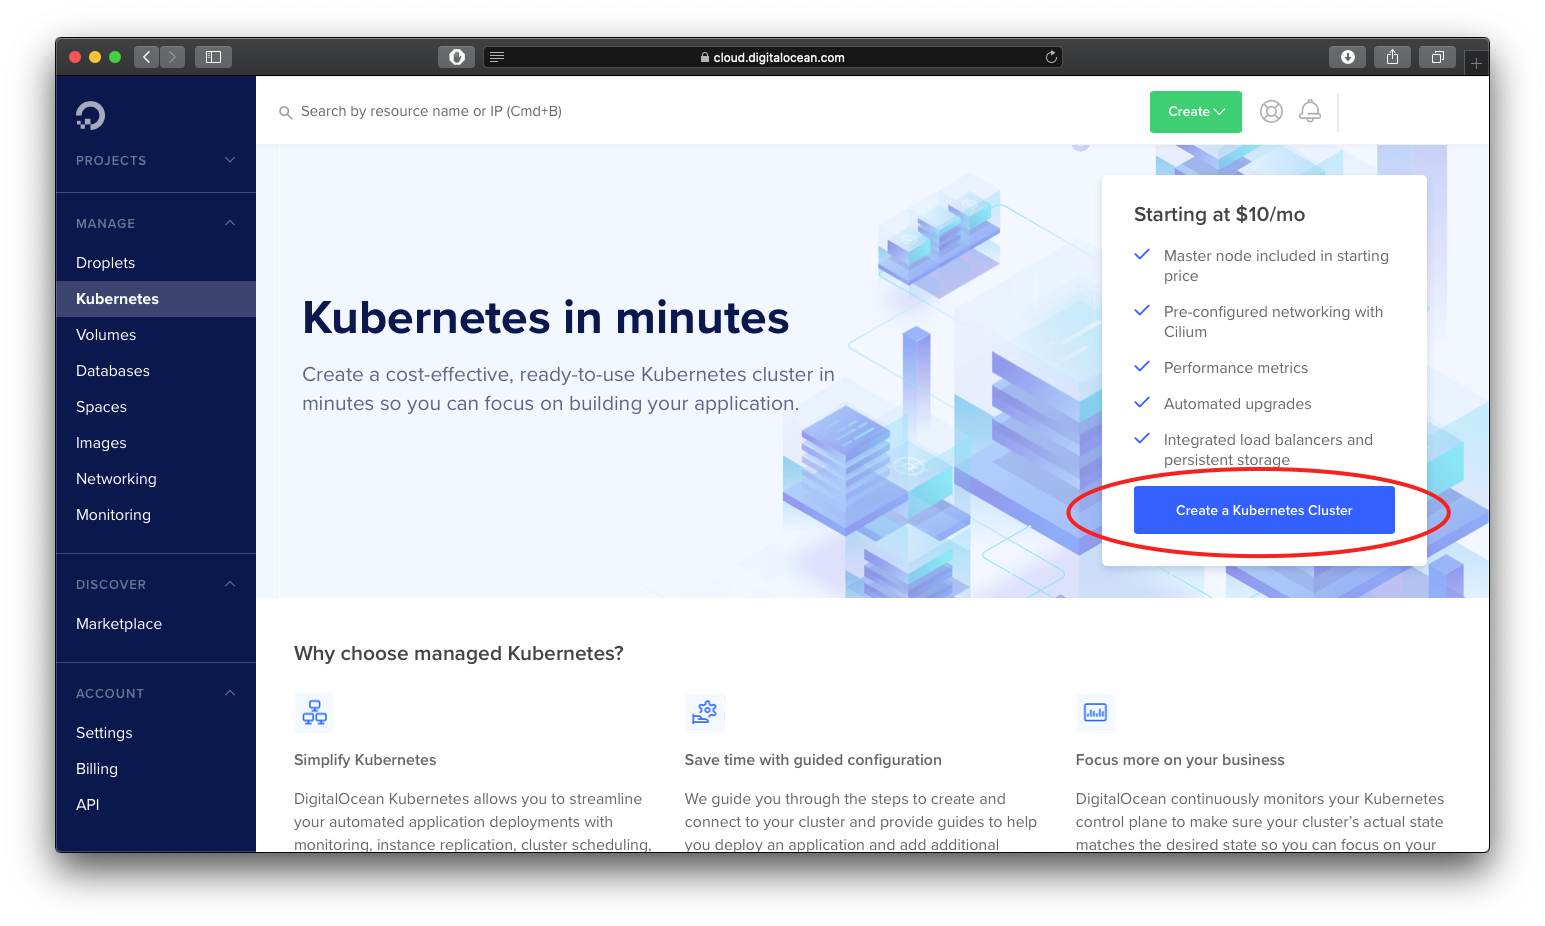 cloud.digitalocean.com
Search by resource name or IP (Cmd+B)
Create
PROJECTS
MANAGE
Droplets
Kubernetes
Volumes
Databases
Spaces
Images
Networking
Monitoring
DISCOVER
Marketplace
ACCOUNT
Settings
Billing
API
Kubernetes in minutes
Create a cost-effective, ready-to-use Kubernetes cluster in
minutes so you can focus on building your application.
Starting at $10/mo
Master node included in starting
price
Pre-configured networking with
Cilium
Performance metrics
Automated upgrades
Integrated load balancers and
persistent storage
Create a Kubernetes Cluster
Why choose managed Kubernetes?
Simplify Kubernetes
DigitalOcean Kubernetes allows you to streamline
your automated application deployments with
monitoring, instance replication, cluster scheduling,
Save time with guided configuration
We guide you through the steps to create and
connect to your cluster and provide guides to help
you deploy an application and add additional
Focus more on your business
DigitalOcean continuously monitors your Kubernetes
control plane to make sure your cluster's actual state
matches the desired state so you can focus on your